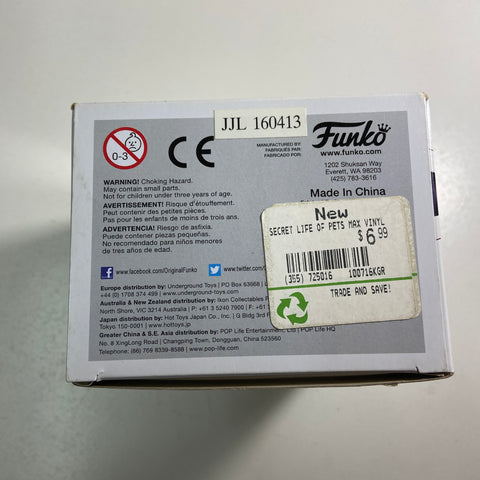 JJL 160413
0-3
CE
MANUFACTURED BY:
FABRIQUÉS PAR:
FABRICADO POR:
Funko
www.funko.com
1202 Shuksan Way
Everett, WA 98203
(425) 783-3616
Made In China
WARNING! Choking Hazard.
May contain small parts.
Not for children under three years of age.
AVERTISSEMENT! Risque d'étouffement.
Peut contenir des petites pièces.
Pas pour les enfants de moins de trois ans.
ADVERTENCIA! Riesgo de asfixia.
Puede contener piezas pequeñas.
No recomendado para niños menores
de tres años de edad.
www.facebook.com/OriginalFunko
www.twitter.com
New
SECRET LIFE OF PETS MAX VINYL
$6.99
(355) 725016 100716KGR
TRADE AND SAVE!
Europe distribution by: Underground Toys | PO Box 63668 |
+44 (0) 1708 374 499 | www.underground-toys.com
Australia & New Zealand distribution by: Ikon Collectables
North Shore, VIC 3214 Australia | P: +61 3 5240 7900 |
Japan distribution by: Hot Toys Japan Co., Inc. | Q Bldg 3rd
Tokyo 150-0001 | www.hottoys.jp
Greater China & S.E. Asia distribution by: POP Life Entertainment Ltd | POP Life HQ
No. 8 XingLong Road | Changping Town, Dongguan, China 523560
Telephone: (86) 769 8339-8588 | www.pop-life.com